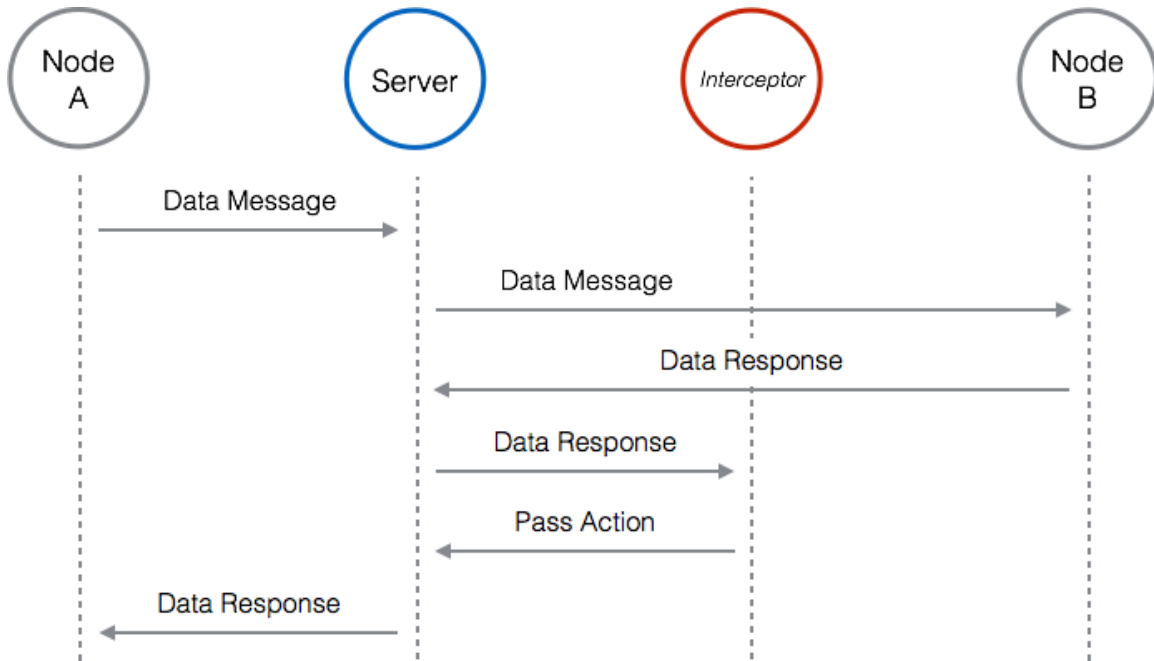 Node
A
Server
Interceptor
Node
B
Data Message
Data Message
Data Response
Data Response
Pass Action
Data Response